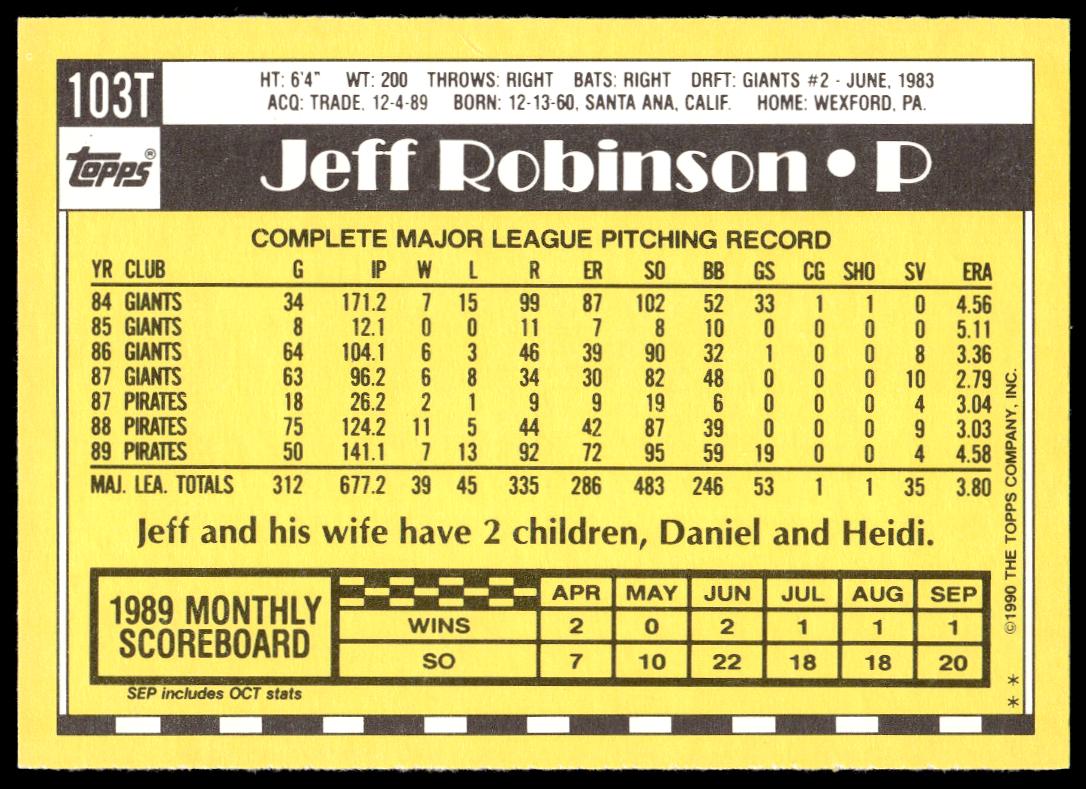 103T
HT: 6'4" WT: 200 THROWS: RIGHT BATS: RIGHT DRFT: GIANTS #2 - JUNE, 1983
ACQ: TRADE, 12-4-89 BORN: 12-13-60, SANTA ANA, CALIF. HOME: WEXFORD, PA.
topps®
Jeff Robinson • P
COMPLETE MAJOR LEAGUE PITCHING RECORD
YR CLUB G IP W L R ER SO BB GS CG SHO SV ERA
84 GIANTS 34 171.2 7 15 99 87 102 52 33 1 1 0 4.56
85 GIANTS 8 12.1 0 0 11 7 8 10 0 0 0 0 5.11
86 GIANTS 64 104.1 6 3 46 39 90 32 1 0 0 8 3.36
87 GIANTS 63 96.2 6 8 34 30 82 48 0 0 0 10 2.79
87 PIRATES 18 26.2 2 1 9 9 19 6 0 0 0 4 3.04
88 PIRATES 75 124.2 11 5 44 42 87 39 0 0 0 9 3.03
89 PIRATES 50 141.1 7 13 92 72 95 59 19 0 0 4 4.58
MAJ. LEA. TOTALS 312 677.2 39 45 335 286 483 246 53 1 1 35 3.80
Jeff and his wife have 2 children, Daniel and Heidi.
1989 MONTHLY
SCOREBOARD
APR MAY JUN JUL AUG SEP
WINS 2 0 2 1 1 1
SO 7 10 22 18 18 20
SEP includes OCT stats
* * ©1990 THE TOPPS COMPANY, INC.